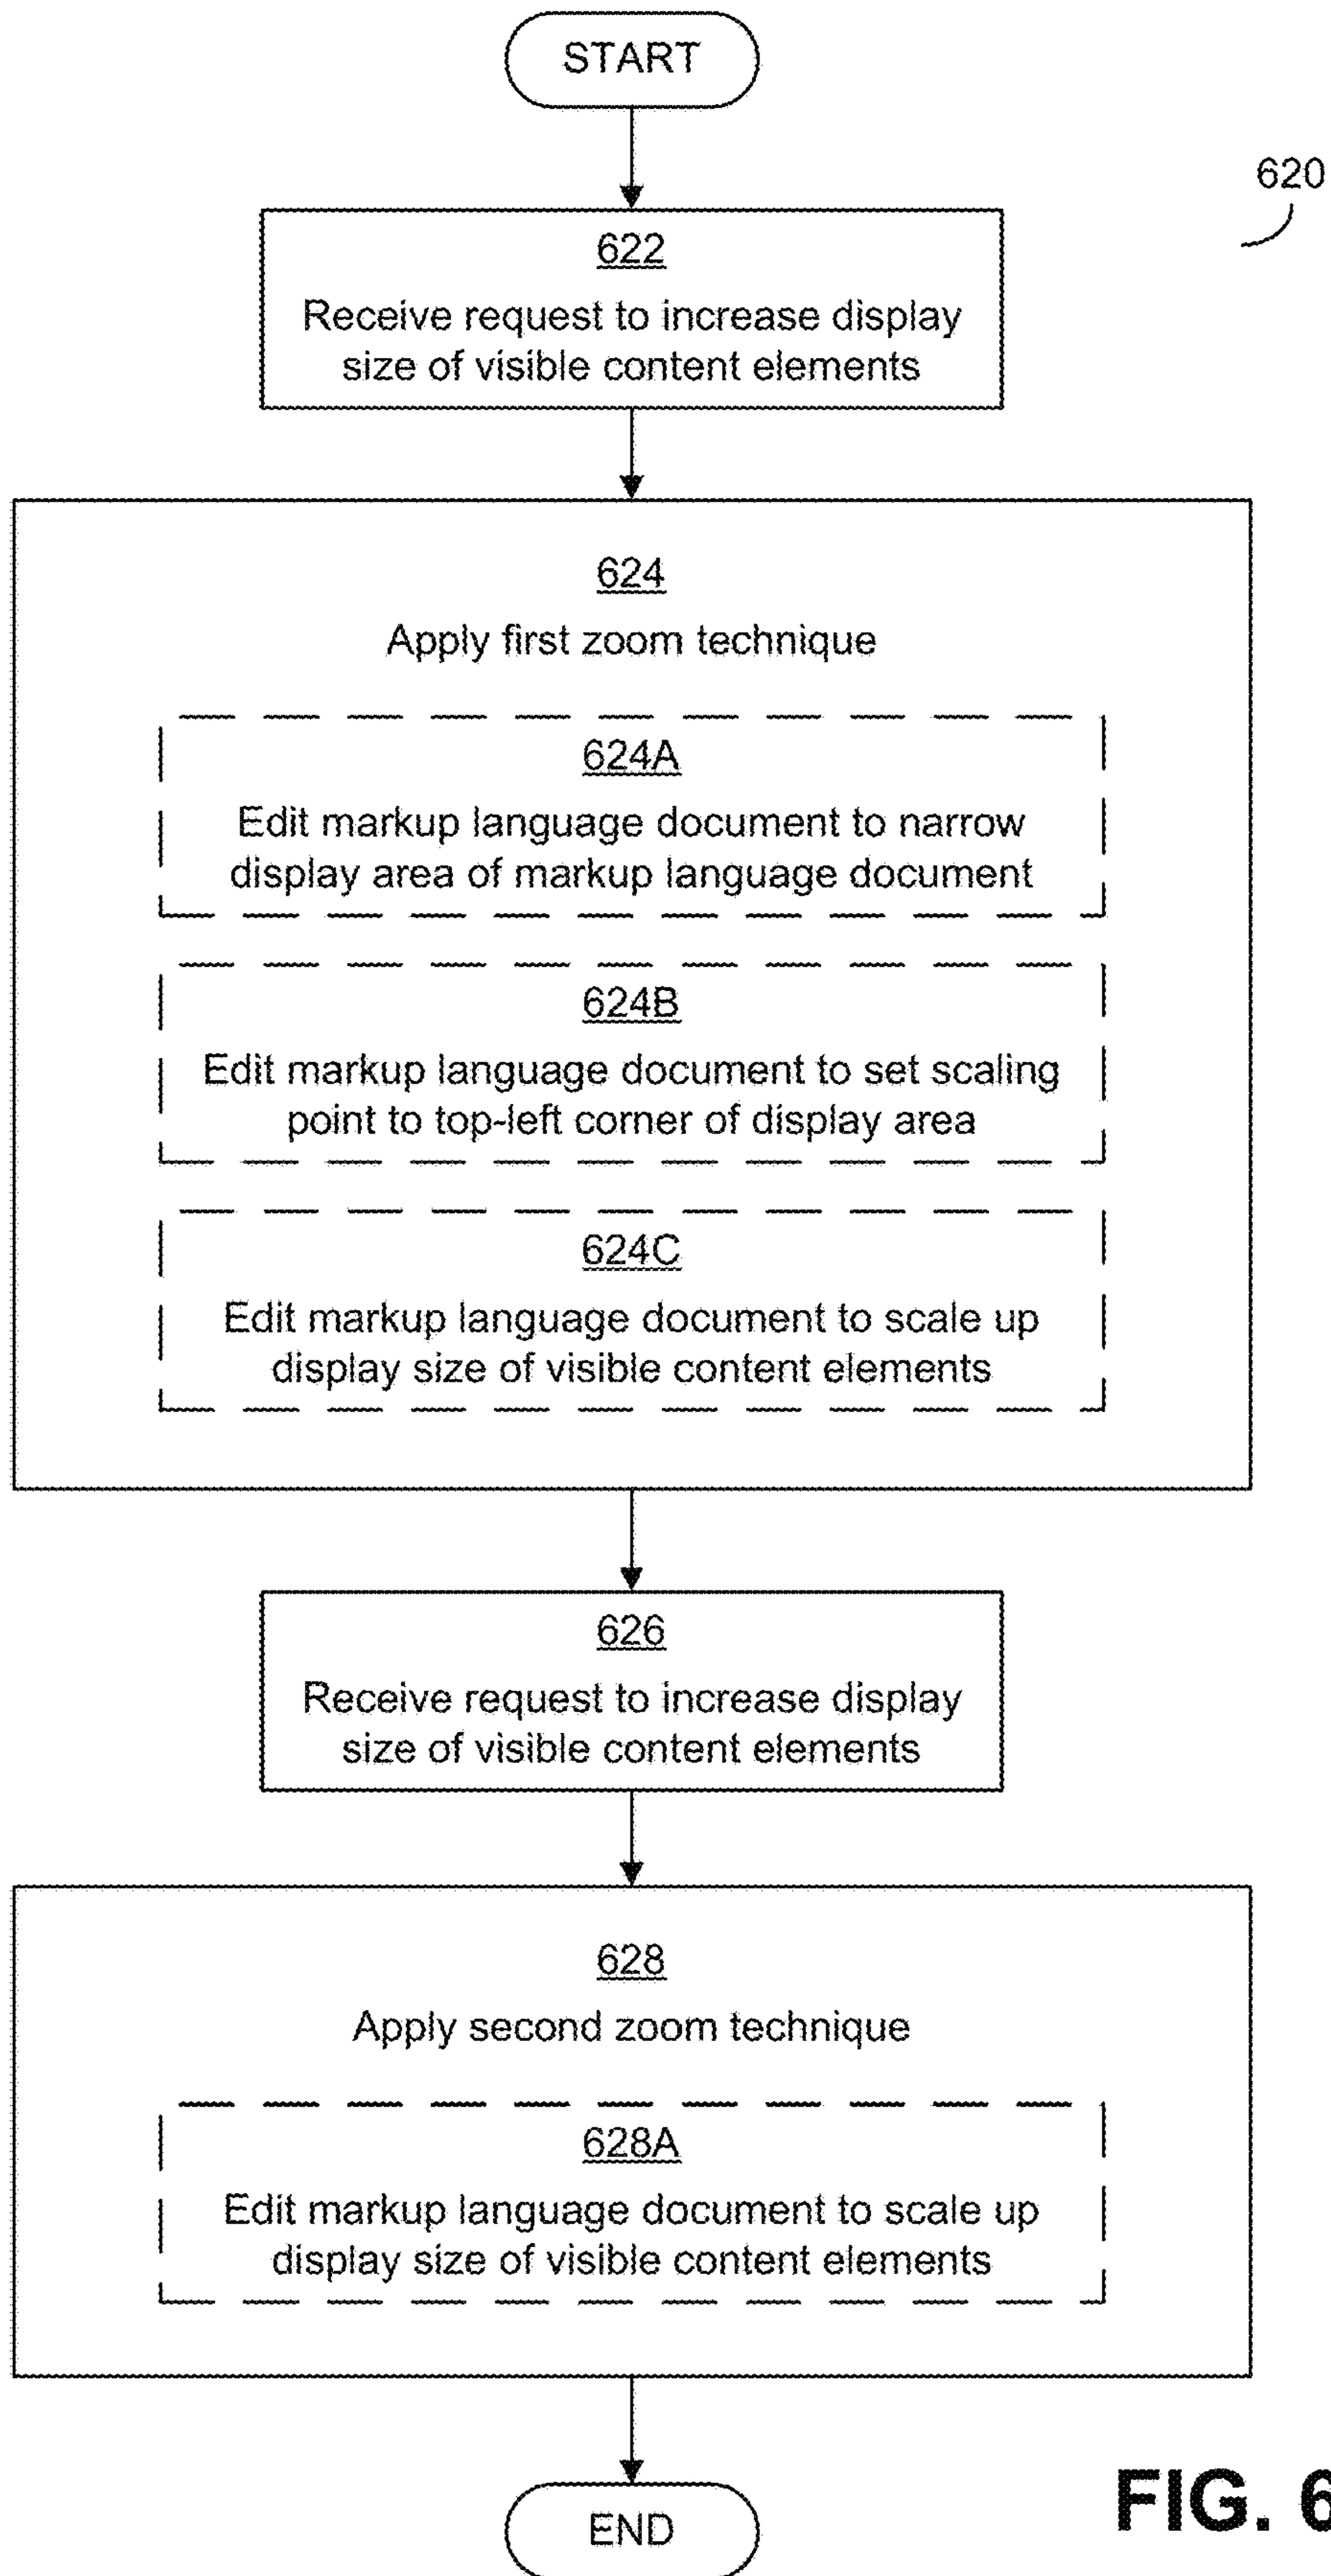 START
620
622
Receive request to increase display
size of visible content elements
624
Apply first zoom technique
624A
Edit markup language document to narrow
display area of markup language document
624B
Edit markup language document to set scaling
point to top-left corner of display area
624C
Edit markup language document to scale up
display size of visible content elements
626
Receive request to increase display
size of visible content elements
628
Apply second zoom technique
628A
Edit markup language document to scale up
display size of visible content elements
END
FIG. 6